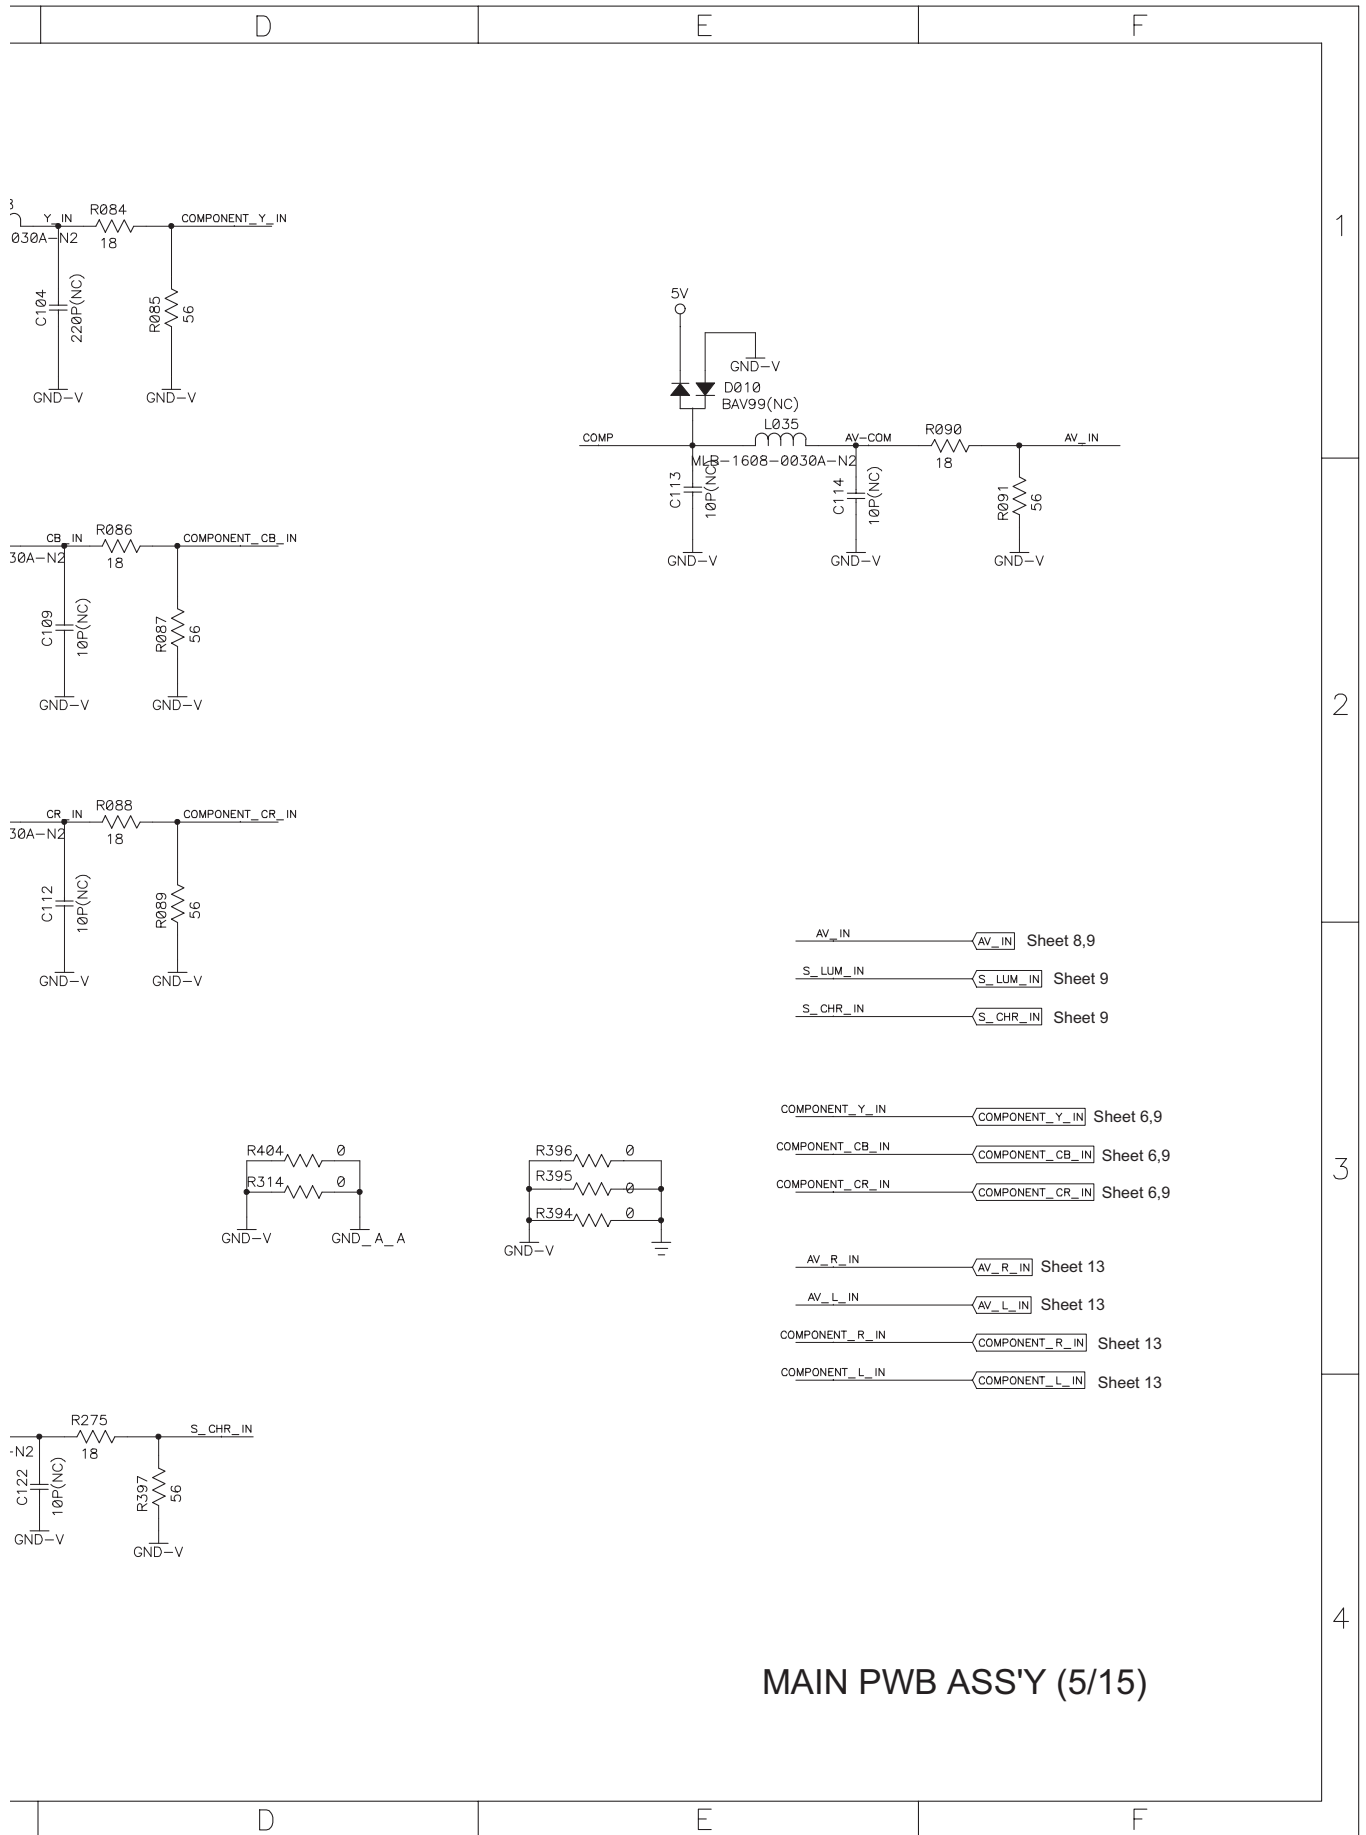 D E F
1
Y_IN R084 COMPONENT_Y_IN
030A-N2 18
C104 220P(NC)
R085 56
GND-V GND-V
5V
GND-V
D010
BAV99(NC)
COMP L035 AV-COM R090 AV_IN
MLB-1608-0030A-N2 18
C113 10P(NC)
C114 10P(NC)
R091 56
GND-V GND-V GND-V
CB_IN R086 COMPONENT_CB_IN
30A-N2 18
C109 10P(NC)
R087 56
GND-V GND-V
2
CR_IN R088 COMPONENT_CR_IN
30A-N2 18
C112 10P(NC)
R089 56
GND-V GND-V
AV_IN AV_IN Sheet 8,9
S_LUM_IN S_LUM_IN Sheet 9
S_CHR_IN S_CHR_IN Sheet 9
COMPONENT_Y_IN COMPONENT_Y_IN Sheet 6,9
COMPONENT_CB_IN COMPONENT_CB_IN Sheet 6,9
COMPONENT_CR_IN COMPONENT_CR_IN Sheet 6,9
3
R404 0
R314 0
GND-V GND_A_A
R396 0
R395 0
R394 0
GND-V
AV_R_IN AV_R_IN Sheet 13
AV_L_IN AV_L_IN Sheet 13
COMPONENT_R_IN COMPONENT_R_IN Sheet 13
COMPONENT_L_IN COMPONENT_L_IN Sheet 13
R275 S_CHR_IN
-N2 18
C122 10P(NC)
R397 56
GND-V GND-V
4
MAIN PWB ASS'Y (5/15)
D E F